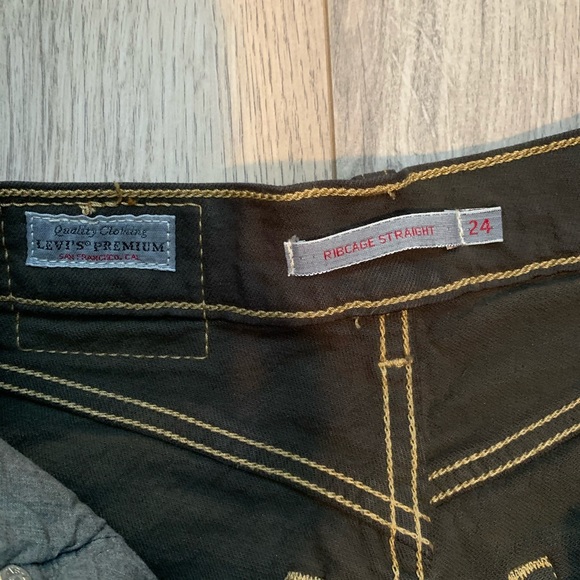 Quality Clothing
LEVI'S® PREMIUM
SAN FRANCISCO, CAL
RIBCAGE STRAIGHT
24